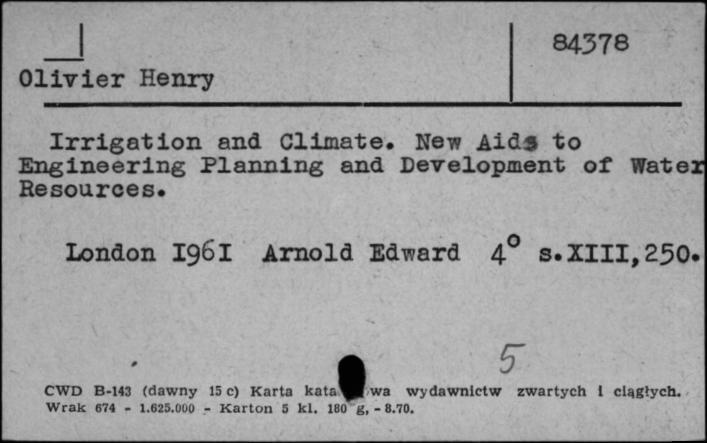 84378
Olivier Henry
Irrigation and Climate. New Aids to
Engineering Planning and Development of Water
Resources.
London 1961 Arnold Edward 4° s.XIII,250.
5
CWD B-143 (dawny 15 c) Karta kata wa wydawnictw zwartych i ciągłych.
Wrak 674 - 1.625.000 - Karton 5 kl. 180 g, - 8.70.